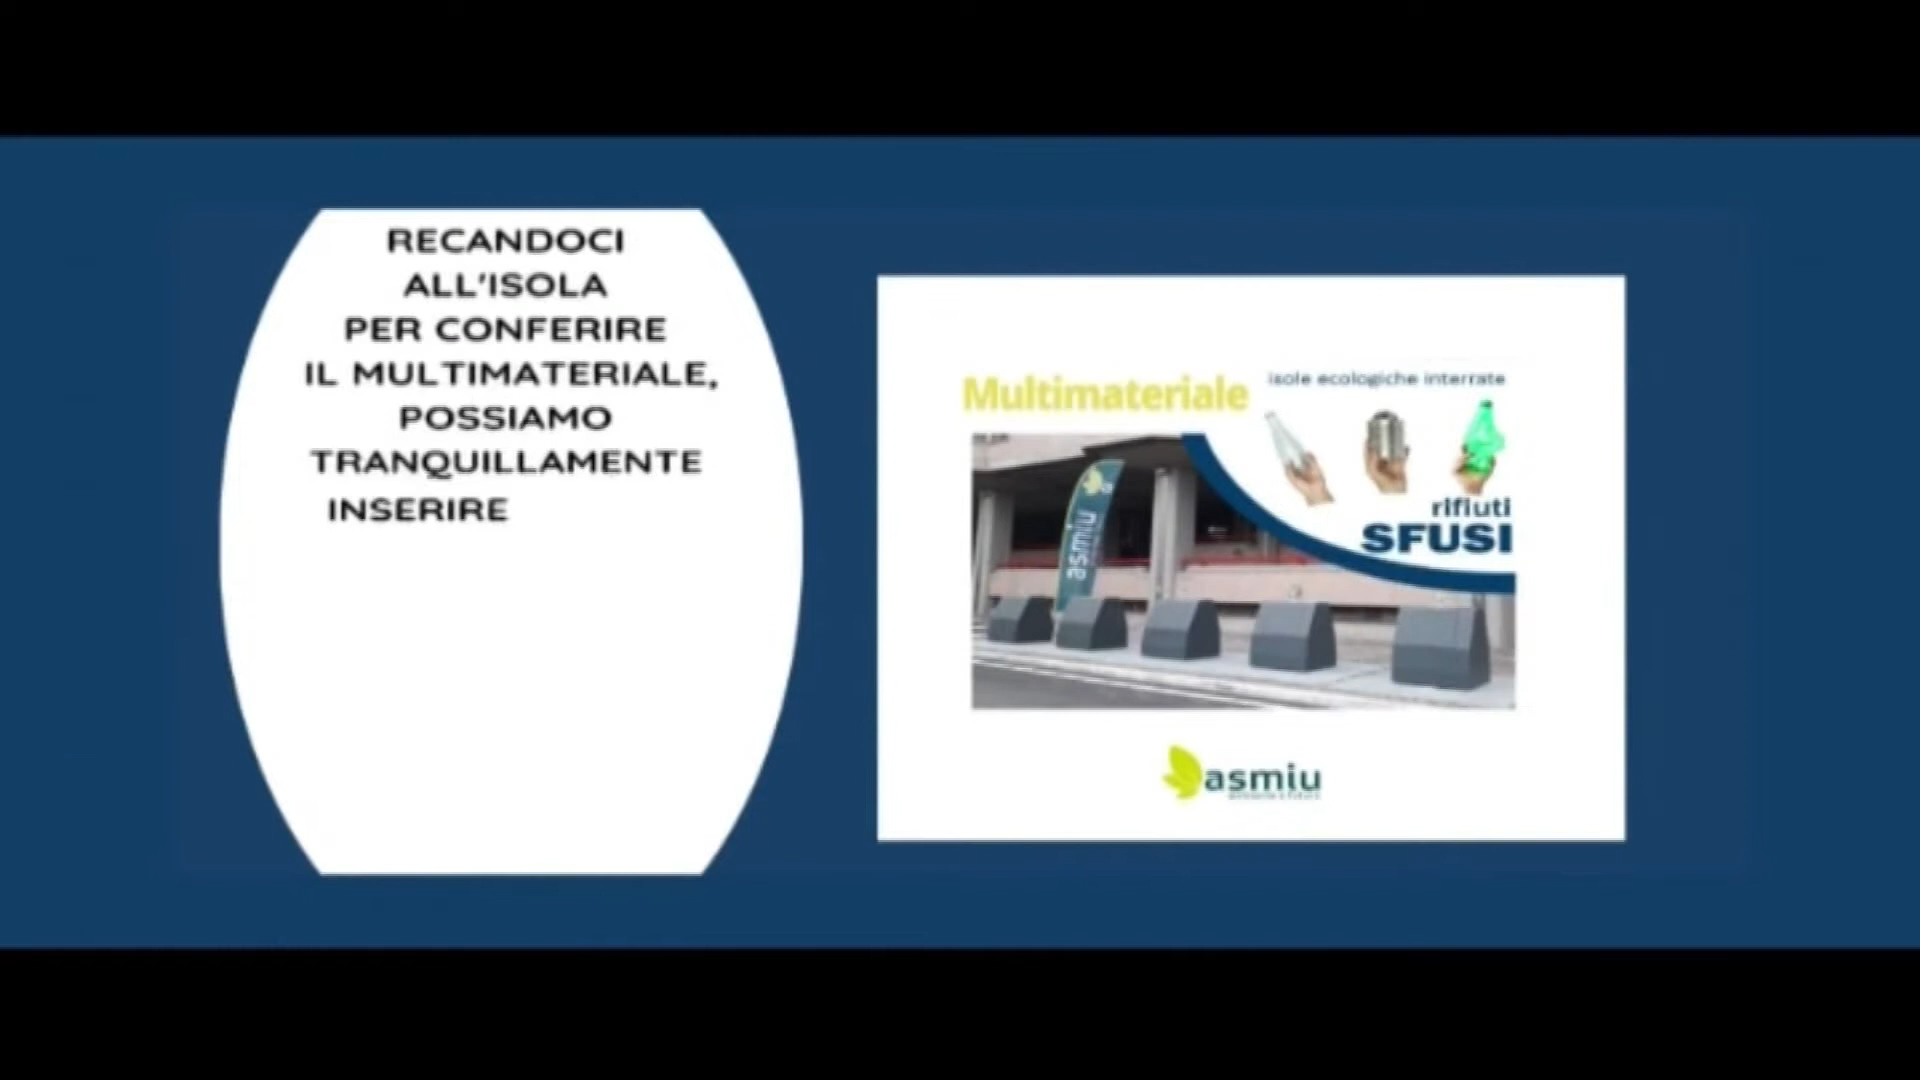 RECANDOCI
ALL'ISOLA
PER CONFERIRE
IL MULTIMATERIALE,
POSSIAMO
TRANQUILLAMENTE
INSERIRE
Multimateriale
isole ecologiche interrate
rifiuti
SFUSI
asmiu
asmiu